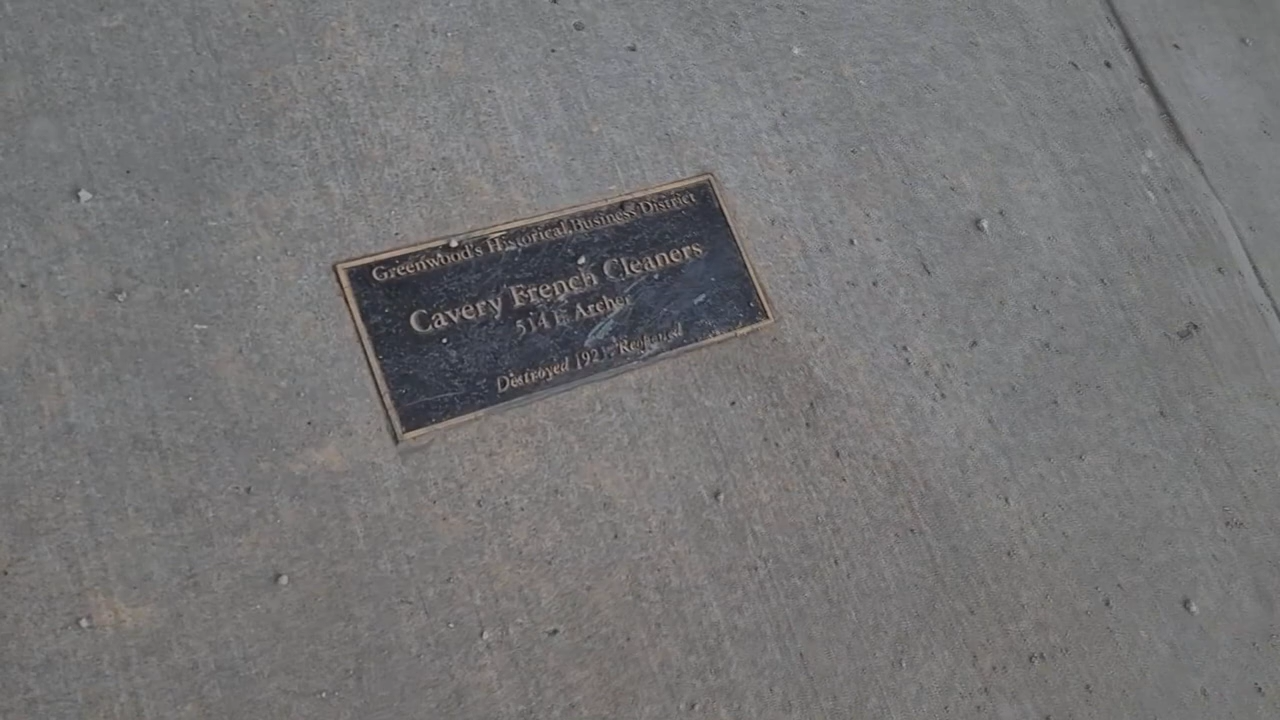 Greenwood's Historical Business District
Cavery French Cleaners
514 E. Archer
Destroyed 1921, Reopened